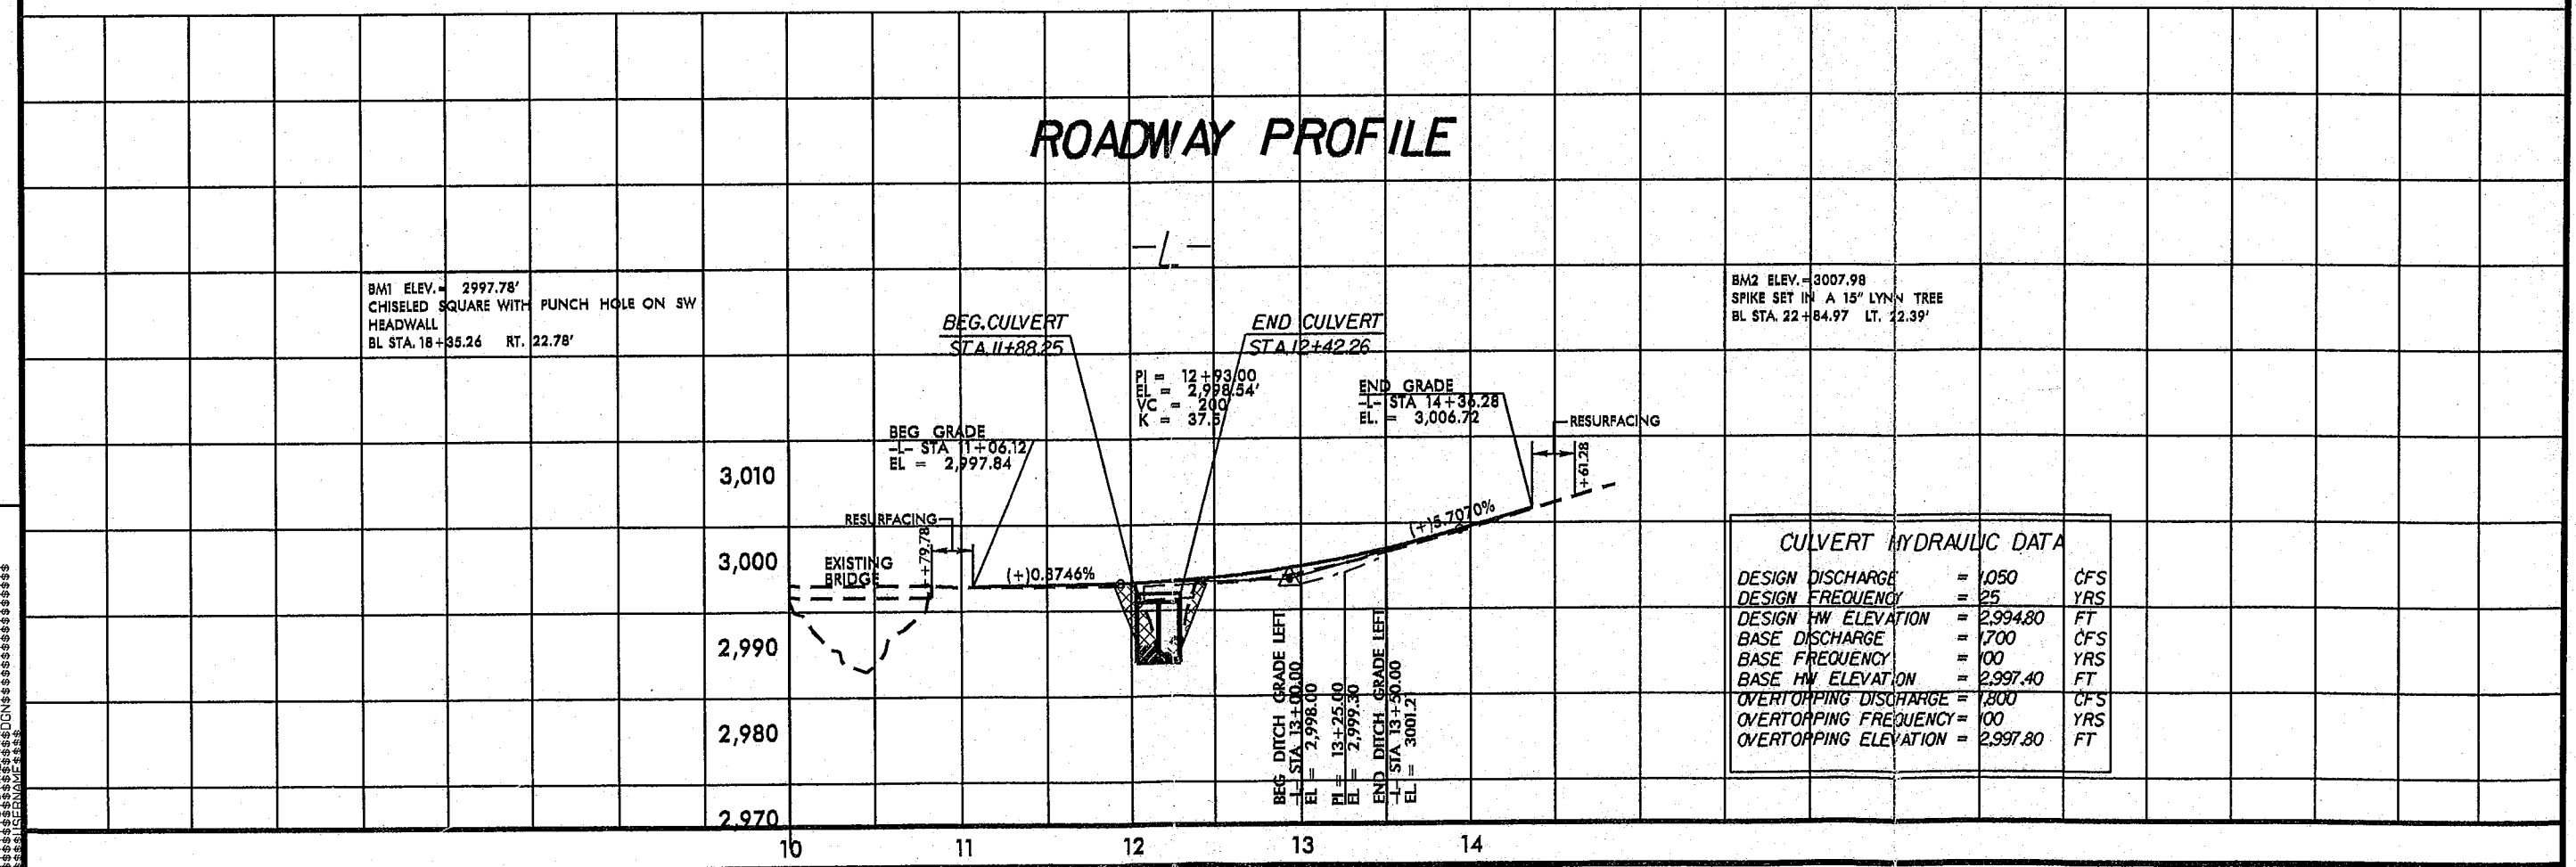 ROADWAY PROFILE
-L-
BM1 ELEV.= 2997.78'
CHISELED SQUARE WITH PUNCH HOLE ON SW
HEADWALL
BL STA. 18+35.26 RT. 22.78'
BM2 ELEV.=3007.98
SPIKE SET IN A 15" LYNN TREE
BL STA. 22+84.97 LT. 22.39'
BEG. CULVERT
STA.11+88.25
END CULVERT
STA.12+42.26
PI = 12+93.00
EL = 2,998.54'
VC = 200'
K = 37.5
END GRADE
-L- STA 14+36.28
EL. = 3,006.72
RESURFACING
+61.28
BEG GRADE
-L- STA 11+06.12
EL = 2,997.84
RESURFACING
+79.78
EXISTING
BRIDGE
(+)0.3746%
(+)5.7070%
3,010
3,000
2,990
2,980
2,970
BEG DITCH GRADE LEFT
-L- STA 13+00.00
EL = 2,998.00
PI = 13+25.00
EL = 2,999.30
END DITCH GRADE LEFT
-L- STA 13+50.00
EL = 3001.21
CULVERT HYDRAULIC DATA
DESIGN DISCHARGE = 1,050 CFS
DESIGN FREQUENCY = 25 YRS
DESIGN HW ELEVATION = 2,994.80 FT
BASE DISCHARGE = 1,700 CFS
BASE FREQUENCY = 100 YRS
BASE HW ELEVATION = 2,997.40 FT
OVERTOPPING DISCHARGE = 1,800 CFS
OVERTOPPING FREQUENCY= 100 YRS
OVERTOPPING ELEVATION = 2,997.80 FT
10 11 12 13 14